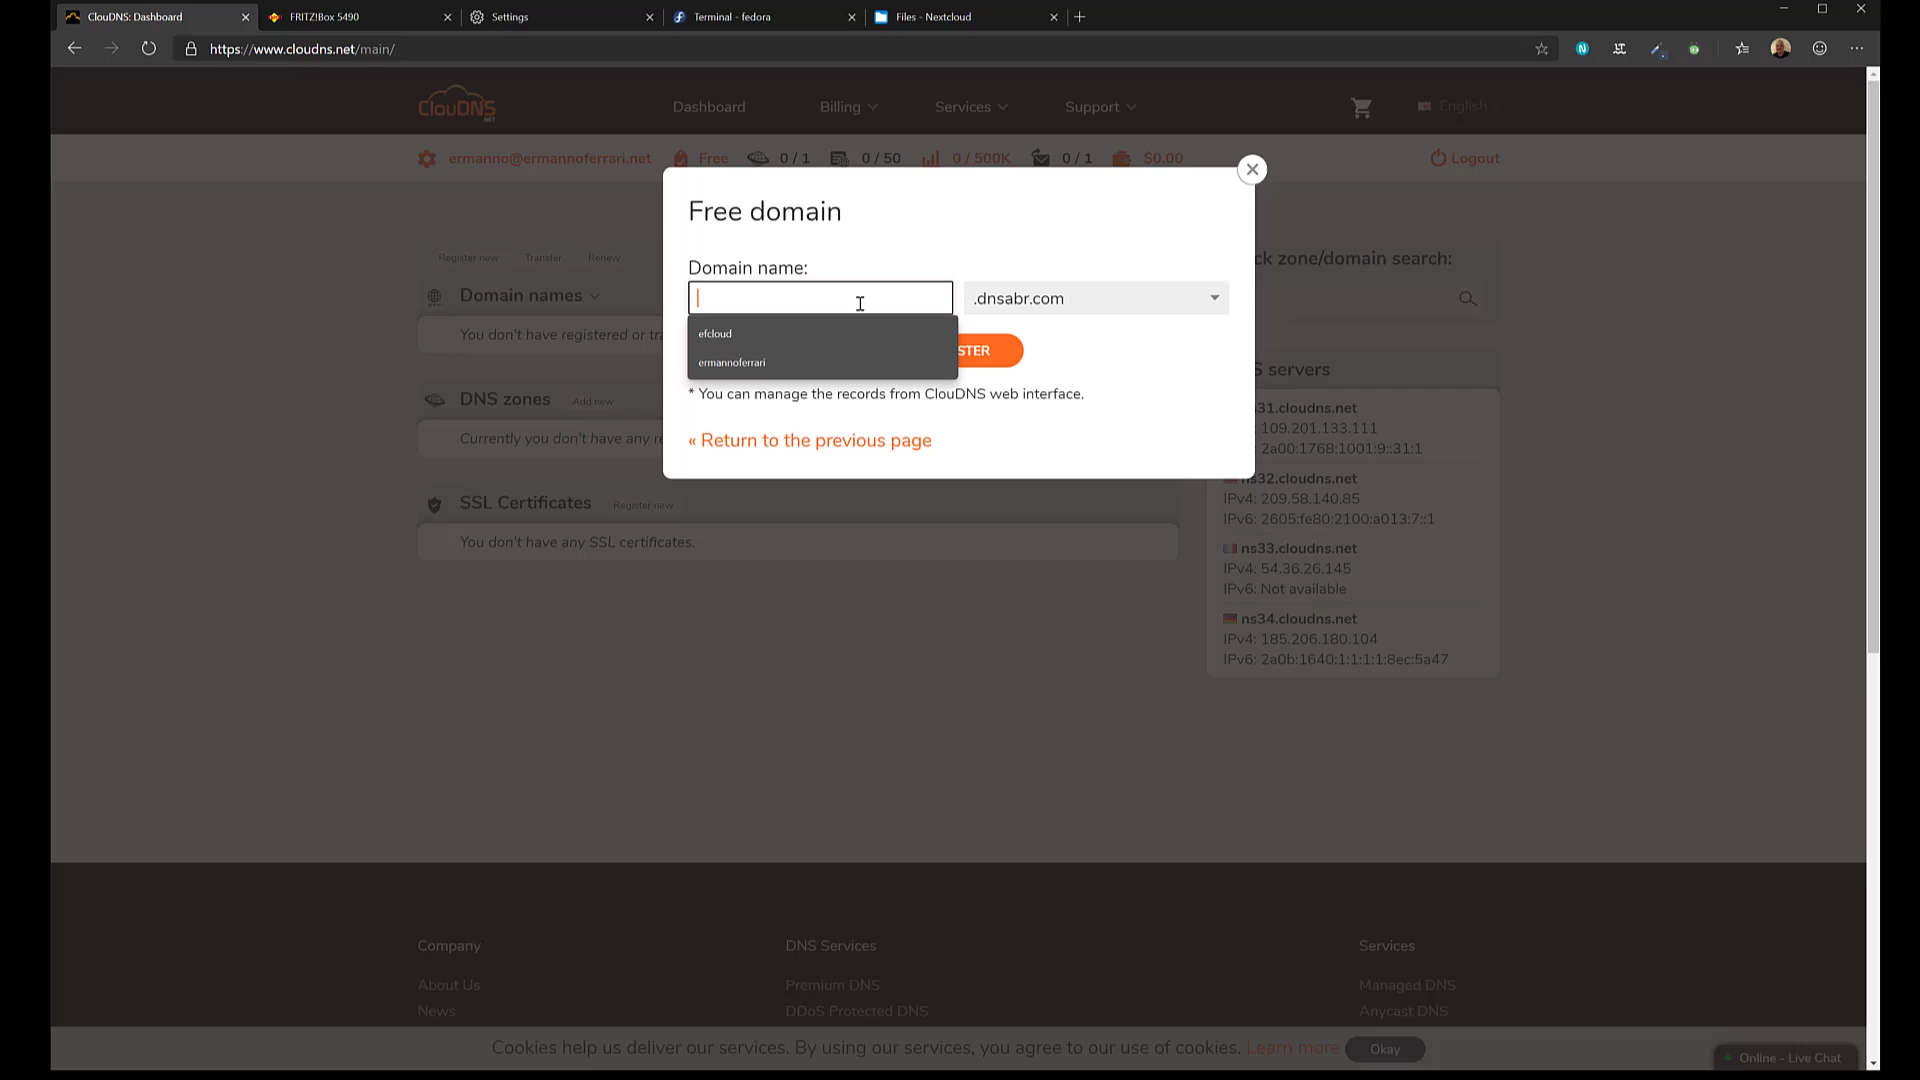 ClouDNS: Dashboard
FRITZ!Box 5490
Settings
Terminal - fedora
Files - Nextcloud
https://www.cloudns.net/main/
ClouDNS
.NET
Dashboard
Billing
Services
Support
English
ermanno@ermannoferrari.net
Free
0 / 1
0 / 50
0 / 500K
0 / 1
$0.00
Logout
Free domain
Domain name:
.dnsabr.com
efcloud
ermannoferrari
STER
* You can manage the records from ClouDNS web interface.
« Return to the previous page
Register new
Transfer
Renew
Domain names
You don't have registered or tra
DNS zones
Add new
Currently you don't have any re
SSL Certificates
Register new
You don't have any SSL certificates.
ck zone/domain search:
S servers
31.cloudns.net
109.201.133.111
2a00:1768:1001:9::31:1
ns32.cloudns.net
IPv4: 209.58.140.85
IPv6: 2605:fe80:2100:a013:7::1
ns33.cloudns.net
IPv4: 54.36.26.145
IPv6: Not available
ns34.cloudns.net
IPv4: 185.206.180.104
IPv6: 2a0b:1640:1:1:1:1:8ec:5a47
Company
About Us
News
DNS Services
Premium DNS
DDoS Protected DNS
Services
Managed DNS
Anycast DNS
Cookies help us deliver our services. By using our services, you agree to our use of cookies. Learn more
Okay
Online - Live Chat